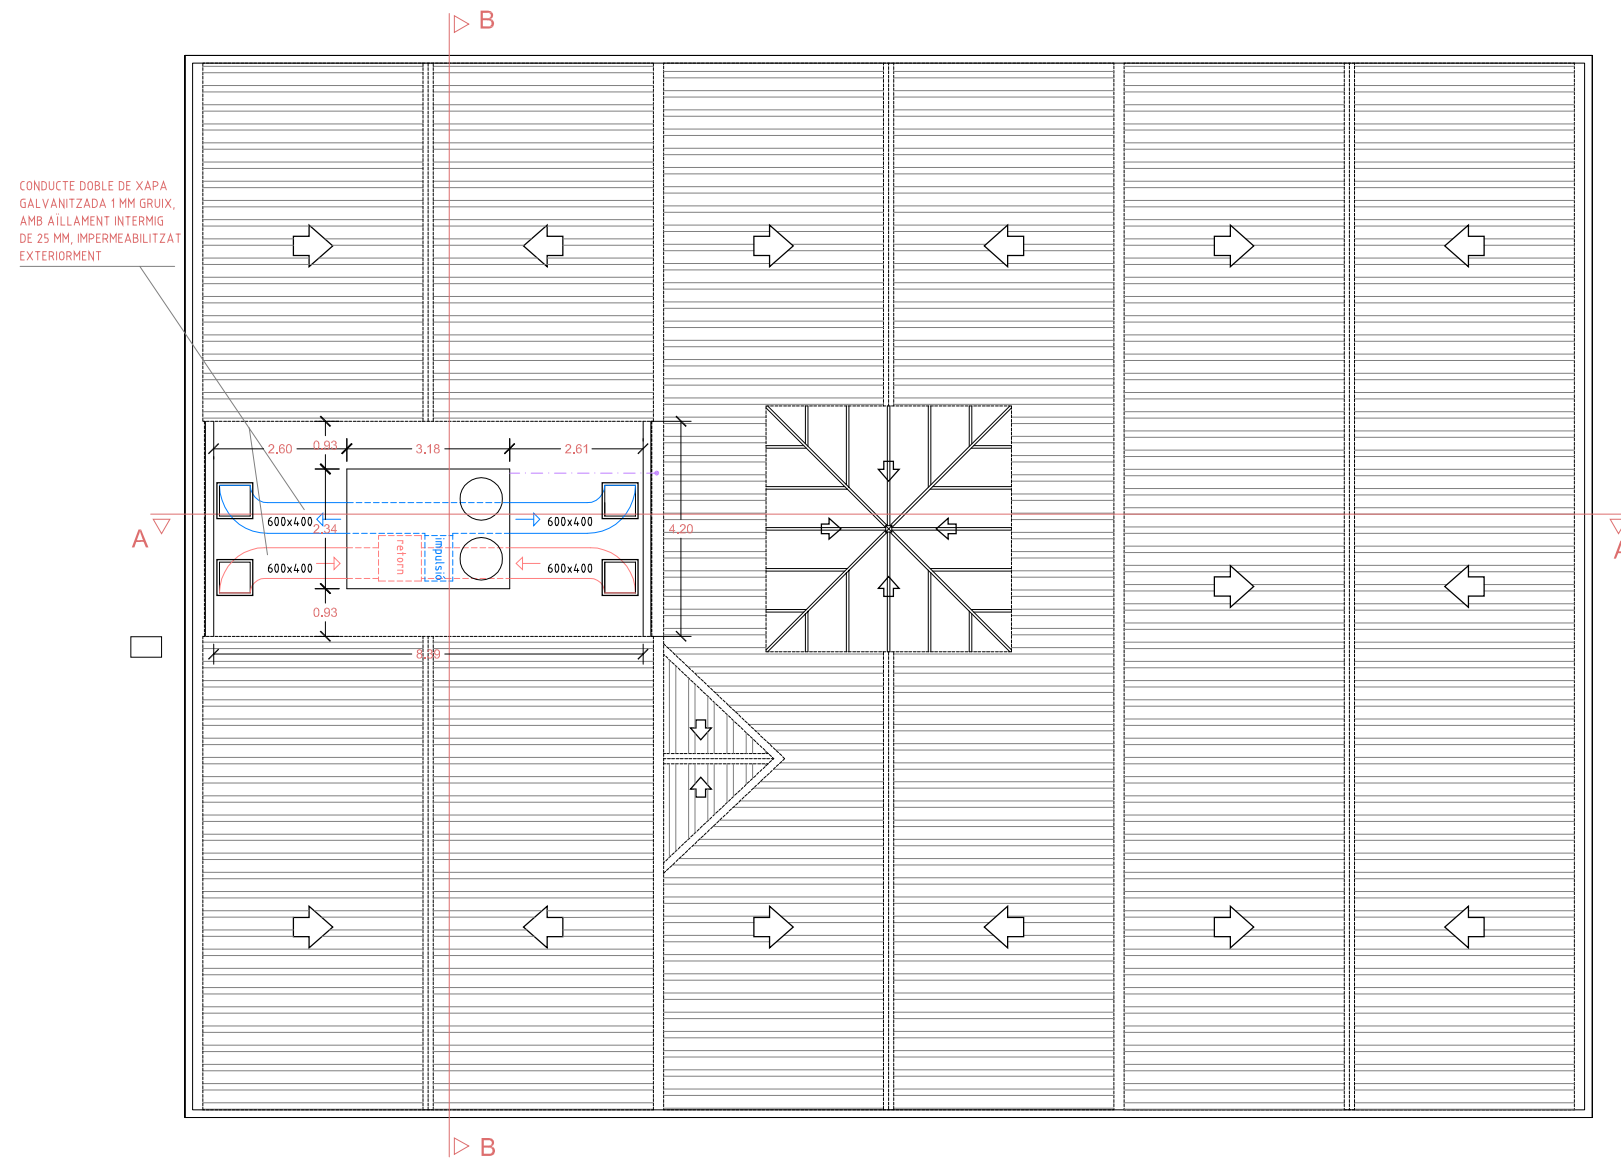 B
CONDUCTE DOBLE DE XAPA
GALVANITZADA 1 MM GRUIX,
AMB AÏLLAMENT INTERMIG
DE 25 MM, IMPERMEABILITZAT
EXTERIORMENT
2.60
0.93
3.18
2.61
600x400
600x400
2.34
4.20
A
A
retorn
impulsió
600x400
600x400
0.93
8.39
B